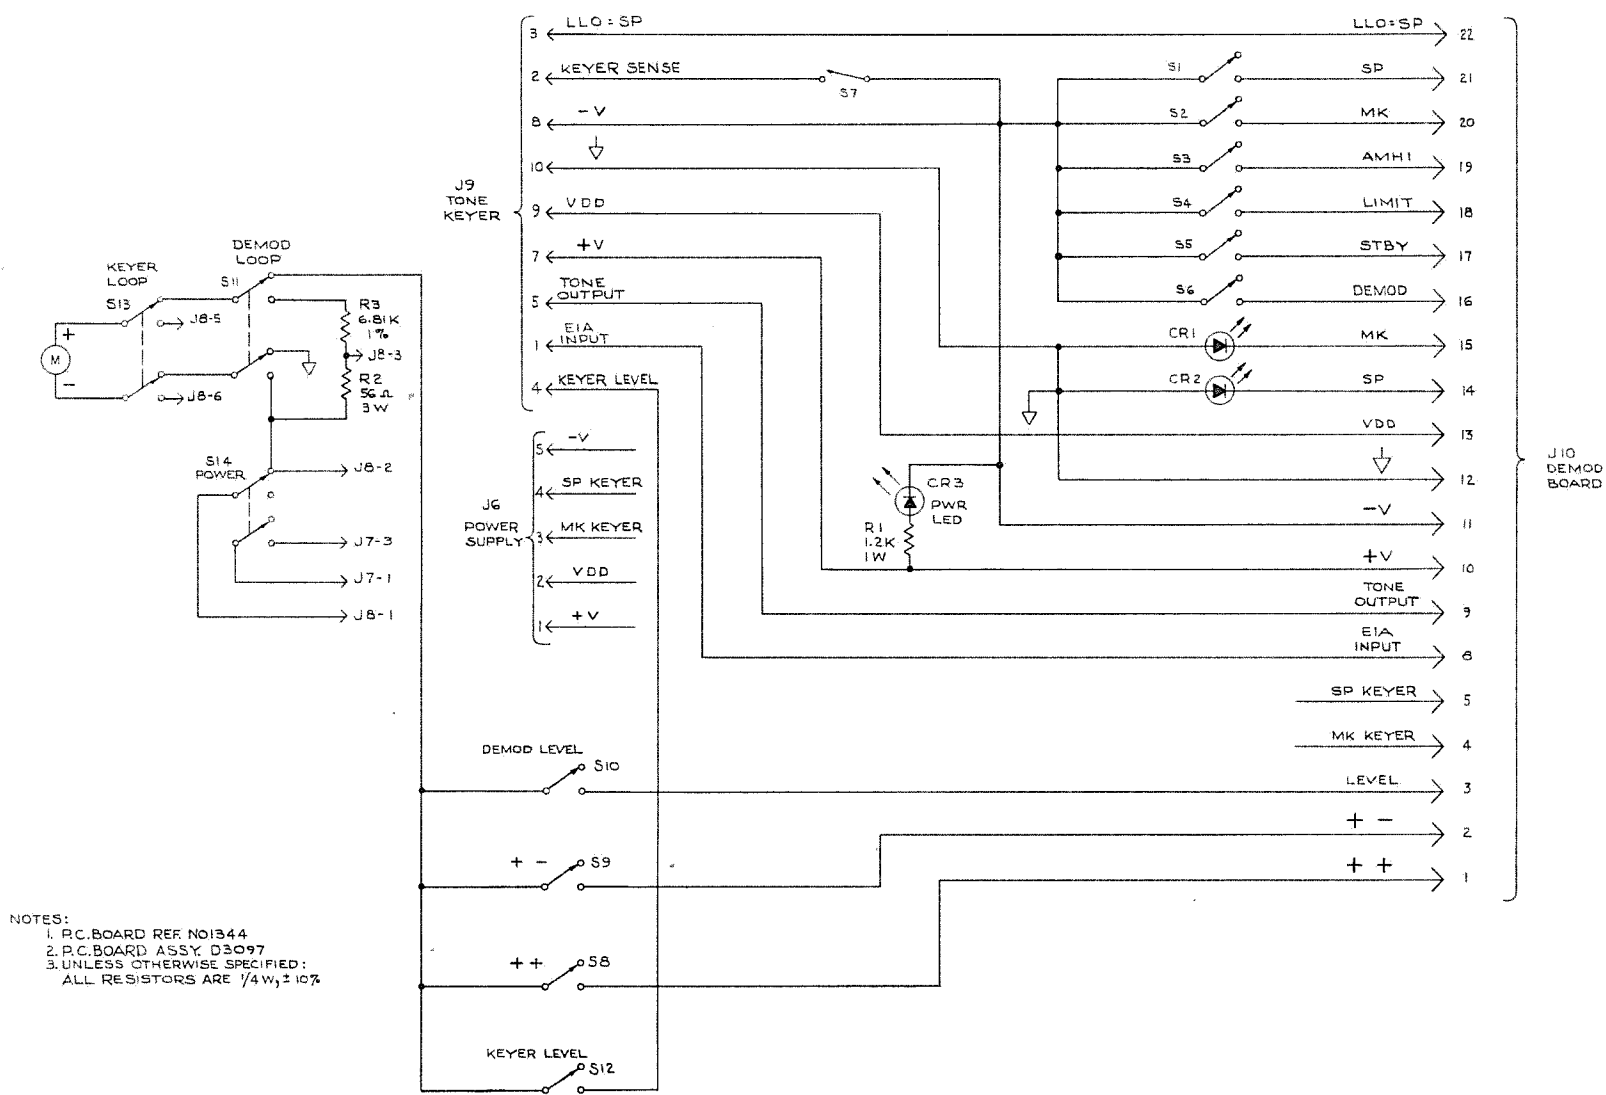 LLO=SP
3
LLO=SP
22
2
KEYER SENSE
S7
S1
SP
21
8
-V
S2
MK
20
10
S3
AMHI
19
J9
TONE
KEYER
9
VDD
S4
LIMIT
18
7
+V
S5
STBY
17
5
TONE
OUTPUT
S6
DEMOD
16
1
EIA
INPUT
CR1
MK
15
4
KEYER LEVEL
CR2
SP
14
VDD
13
12
-V
11
+V
10
TONE
OUTPUT
9
EIA
INPUT
8
SP KEYER
5
MK KEYER
4
LEVEL
3
+ -
2
+ +
1
J10
DEMOD
BOARD
CR3
PWR
LED
R1
1.2K
1W
J6
POWER
SUPPLY
5
-V
4
SP KEYER
3
MK KEYER
2
VDD
1
+V
KEYER
LOOP
S13
DEMOD
LOOP
S11
J8-5
J8-6
+
M
-
R3
6.81K
1%
J8-3
R2
56Ω
3W
S14
POWER
J8-2
J7-3
J7-1
J8-1
DEMOD LEVEL
S10
+ -
S9
+ +
S8
KEYER LEVEL
S12
NOTES:
1. P.C.BOARD REF. NO1344
2. P.C.BOARD ASSY. D3097
3. UNLESS OTHERWISE SPECIFIED:
ALL RESISTORS ARE 1/4W, ±10%